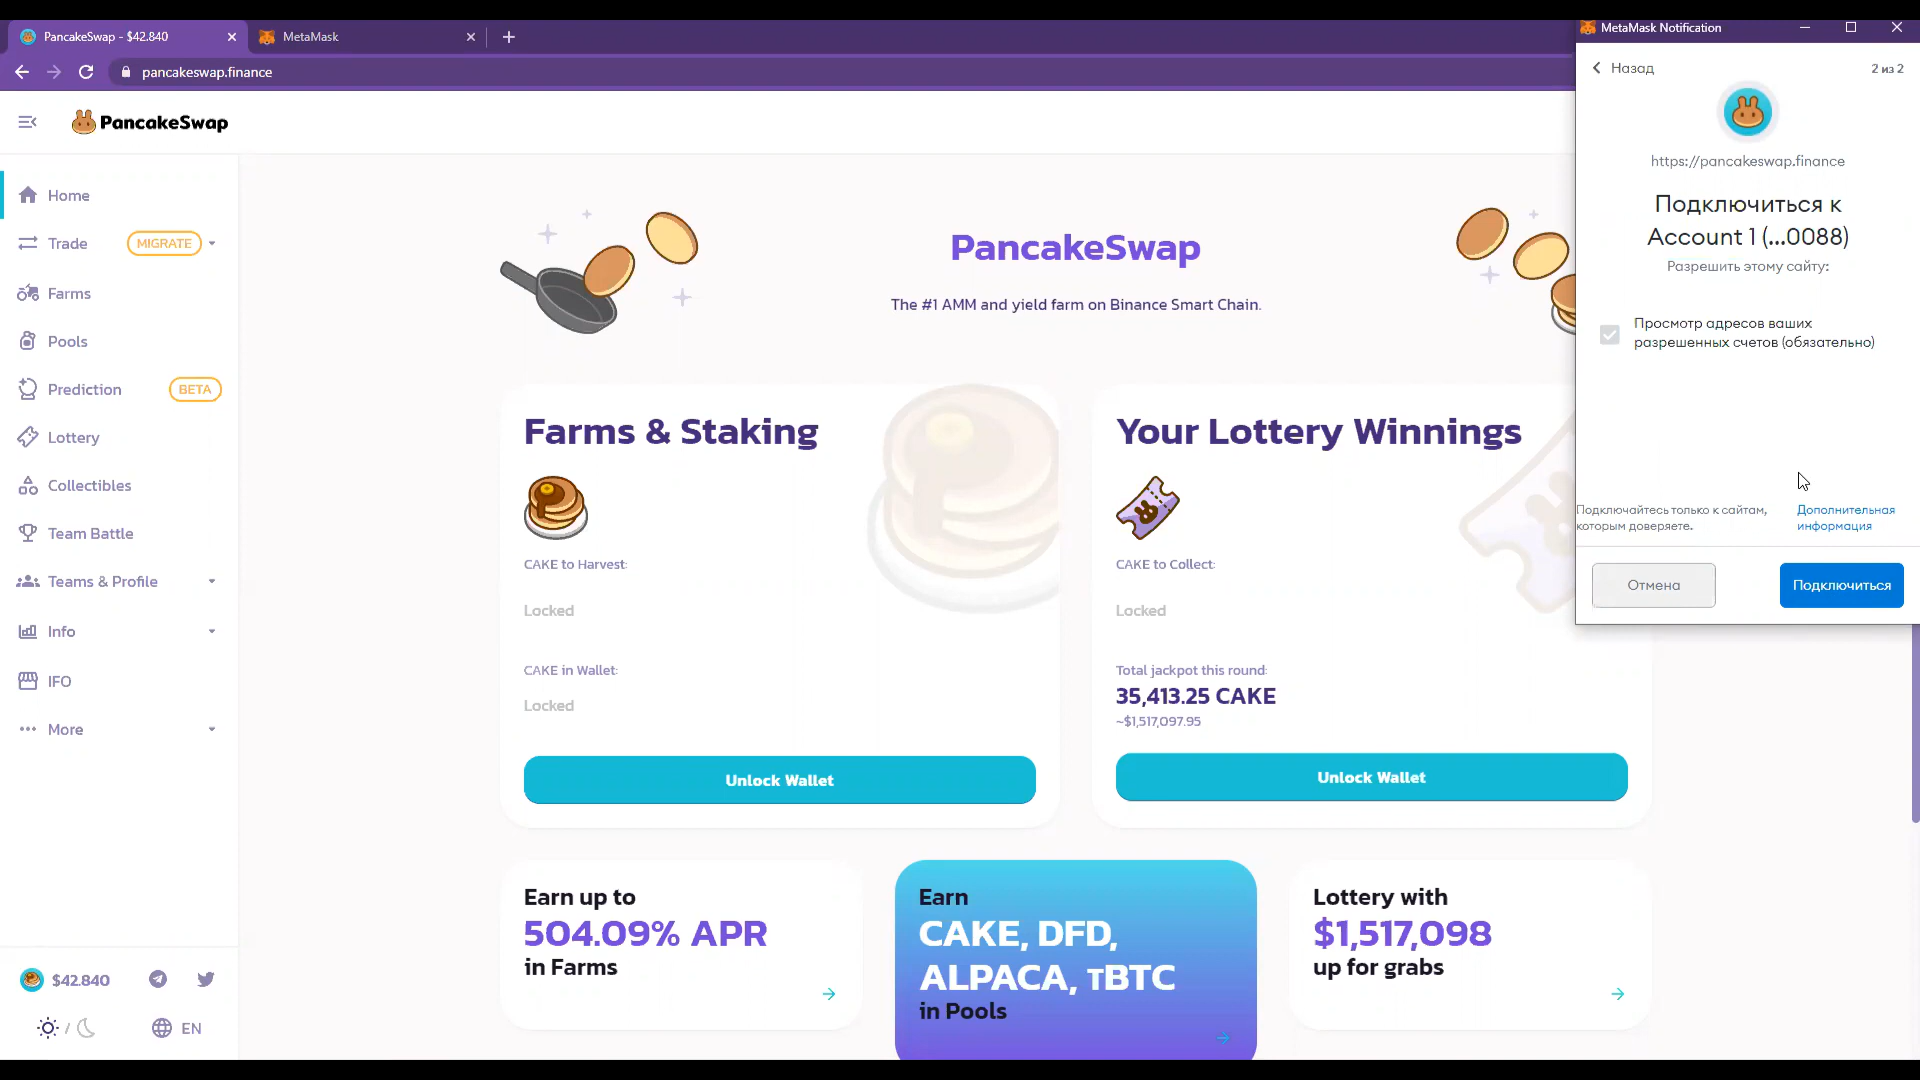 PancakeSwap - $42.840
MetaMask
pancakeswap.finance
PancakeSwap
Home
Trade
MIGRATE
Farms
Pools
Prediction
BETA
Lottery
Collectibles
Team Battle
Teams & Profile
Info
IFO
More
$42.840
EN
PancakeSwap
The #1 AMM and yield farm on Binance Smart Chain.
Farms & Staking
CAKE to Harvest:
Locked
CAKE in Wallet:
Locked
Unlock Wallet
Your Lottery Winnings
CAKE to Collect:
Locked
Total jackpot this round:
35,413.25 CAKE
~$1,517,097.95
Unlock Wallet
Earn up to
504.09% APR
in Farms
Earn
CAKE, DFD,
ALPACA, τBTC
in Pools
Lottery with
$1,517,098
up for grabs
MetaMask Notification
Назад
2 из 2
https://pancakeswap.finance
Подключиться к
Account 1 (...0088)
Разрешить этому сайту:
Просмотр адресов ваших
разрешенных счетов (обязательно)
Подключайтесь только к сайтам,
которым доверяете.
Дополнительная
информация
Отмена
Подключиться